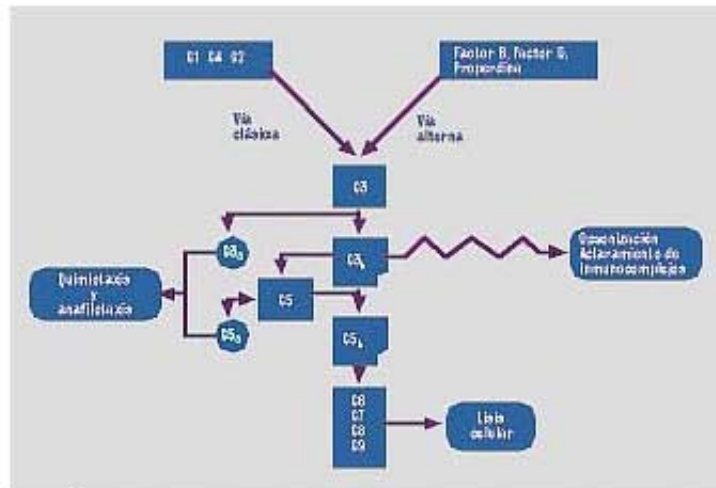 C1 C4 C2
Factor B, Factor D,
Properdina
Vía
clásica
Vía
alterna
C3
C3a
C3b
Opsonización
Aclaramiento de
Inmunocomplejos
Quimiotaxis
y
anafilotaxis
C5
C5a
C5b
C6
C7
C8
C9
Lisis
celular